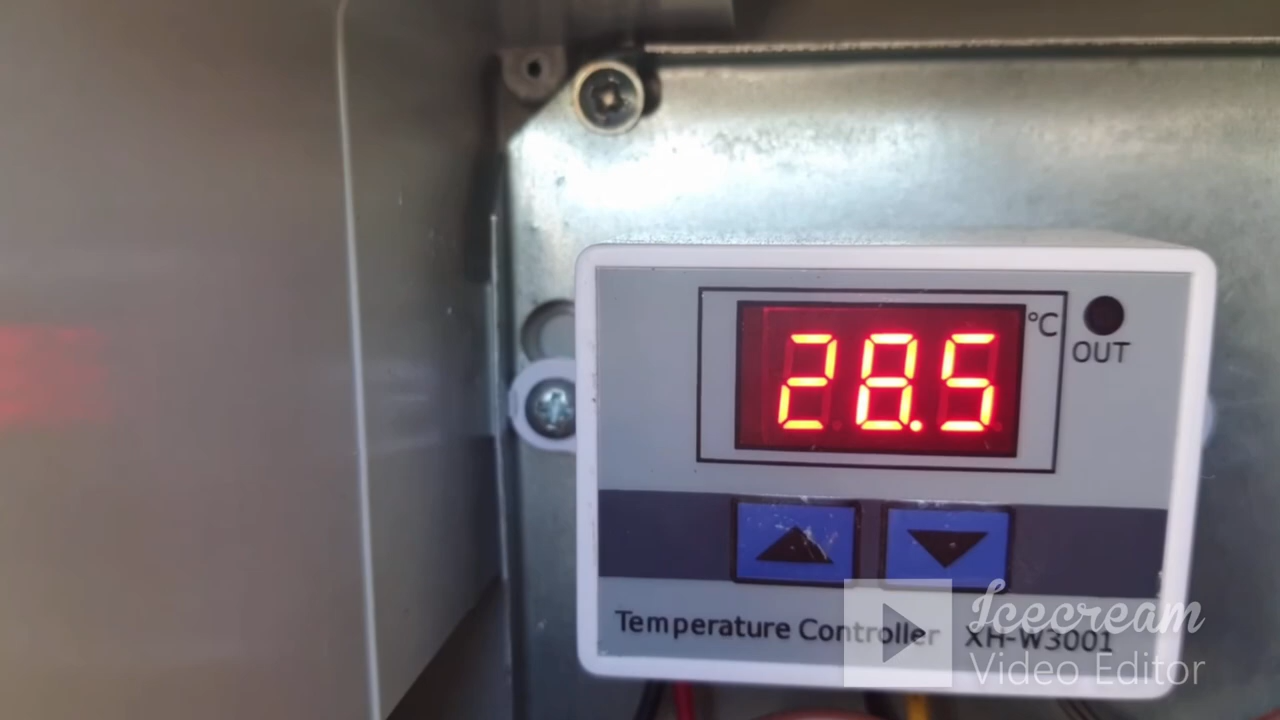 28.5
°C
OUT
Temperature Controller XH-W3001
Icecream
Video Editor